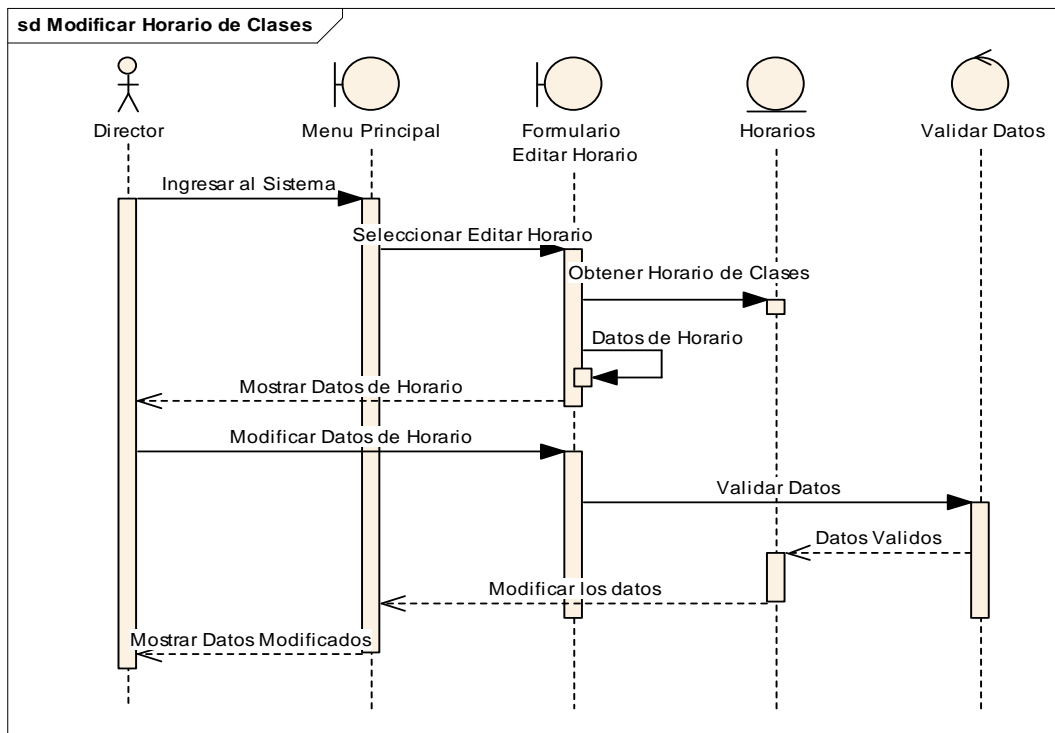 sd Modificar Horario de Clases
Director
Menu Principal
Formulario
Editar Horario
Horarios
Validar Datos
Ingresar al Sistema
Seleccionar Editar Horario
Obtener Horario de Clases
Datos de Horario
Mostrar Datos de Horario
Modificar Datos de Horario
Validar Datos
Datos Validos
Modificar los datos
Mostrar Datos Modificados